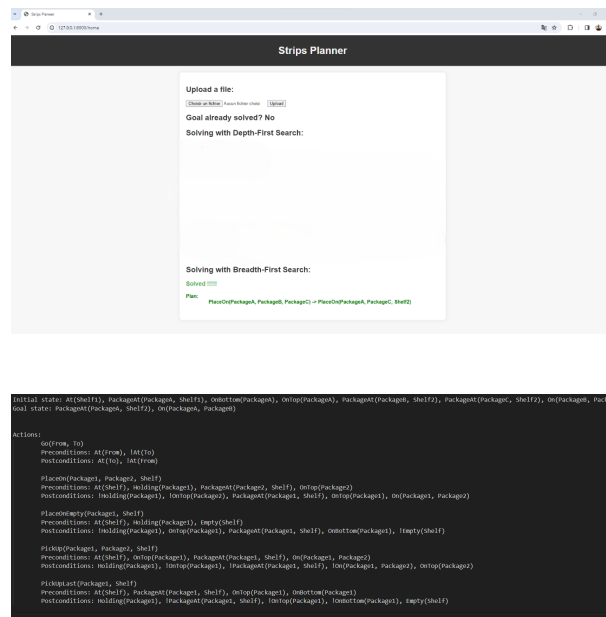 Strips Planner
127.0.0.1:8000/home
Strips Planner
Upload a file:
Choisir un fichier Aucun fichier choisi Upload
Goal already solved? No
Solving with Depth-First Search:
Solving with Breadth-First Search:
Solved !!!!!
Plan:
PlaceOn(PackageA, PackageB, PackageC) -> PlaceOn(PackageA, PackageC, Shelf2)
Initial state: At(Shelf1), PackageAt(PackageA, Shelf1), OnBottom(PackageA), OnTop(PackageA), PackageAt(PackageB, Shelf2), PackageAt(PackageC, Shelf2), On(PackageB, Pac
Goal state: PackageAt(PackageA, Shelf2), On(PackageA, PackageB)
Actions:
Go(From, To)
Preconditions: At(From), !At(To)
Postconditions: At(To), !At(From)
PlaceOn(Package1, Package2, Shelf)
Preconditions: At(Shelf), Holding(Package1), PackageAt(Package2, Shelf), OnTop(Package2)
Postconditions: !Holding(Package1), !OnTop(Package2), PackageAt(Package1, Shelf), OnTop(Package1), On(Package1, Package2)
PlaceOnEmpty(Package1, Shelf)
Preconditions: At(Shelf), Holding(Package1), Empty(Shelf)
Postconditions: !Holding(Package1), OnTop(Package1), PackageAt(Package1, Shelf), OnBottom(Package1), !Empty(Shelf)
PickUp(Package1, Package2, Shelf)
Preconditions: At(Shelf), OnTop(Package1), PackageAt(Package1, Shelf), On(Package1, Package2)
Postconditions: Holding(Package1), !OnTop(Package1), !PackageAt(Package1, Shelf), !On(Package1, Package2), OnTop(Package2)
PickUpLast(Package1, Shelf)
Preconditions: At(Shelf), PackageAt(Package1, Shelf), OnTop(Package1), OnBottom(Package1)
Postconditions: Holding(Package1), !PackageAt(Package1, Shelf), !OnTop(Package1), !OnBottom(Package1), Empty(Shelf)